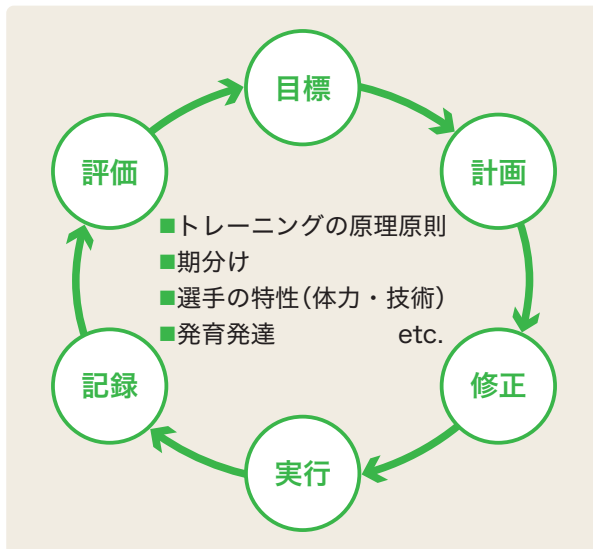 目標
計画
修正
実行
記録
評価
■トレーニングの原理原則
■期分け
■選手の特性（体力・技術）
■発育発達 etc.